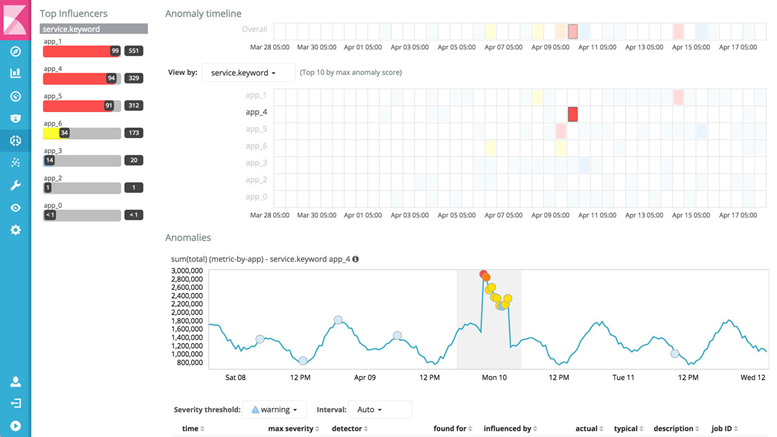 Top Influencers
service.keyword
app_1
99 551
app_4
94 329
app_5
91 312
app_6
34 173
app_3
14 20
app_2
1 1
app_0
< 1 < 1
Anomaly timeline
Overall
Mar 28 05:00 Mar 30 05:00 Apr 01 05:00 Apr 03 05:00 Apr 05 05:00 Apr 07 05:00 Apr 09 05:00 Apr 11 05:00 Apr 13 05:00 Apr 15 05:00 Apr 17 05:00
View by: service.keyword (Top 10 by max anomaly score)
app_1
app_4
app_5
app_6
app_3
app_2
app_0
Mar 28 05:00 Mar 30 05:00 Apr 01 05:00 Apr 03 05:00 Apr 05 05:00 Apr 07 05:00 Apr 09 05:00 Apr 11 05:00 Apr 13 05:00 Apr 15 05:00 Apr 17 05:00
Anomalies
sum(total) (metric-by-app) - service.keyword app_4
3,000,000
2,800,000
2,600,000
2,400,000
2,200,000
2,000,000
1,800,000
1,600,000
1,400,000
1,200,000
1,000,000
800,000
Sat 08 12 PM Apr 09 12 PM Mon 10 12 PM Tue 11 12 PM Wed 12
Severity threshold: warning Interval: Auto
time max severity detector found for influenced by actual typical description job ID